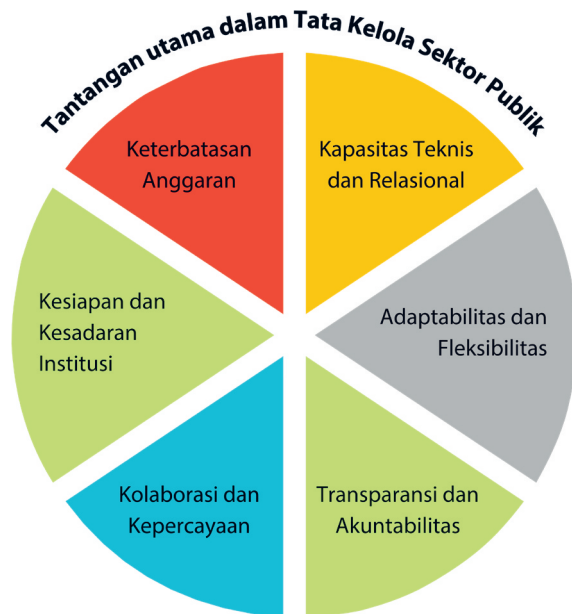 Tantangan utama dalam Tata Kelola Sektor Publik
Keterbatasan
Anggaran
Kapasitas Teknis
dan Relasional
Kesiapan dan
Kesadaran
Institusi
Adaptabilitas dan
Fleksibilitas
Kolaborasi dan
Kepercayaan
Transparansi dan
Akuntabilitas